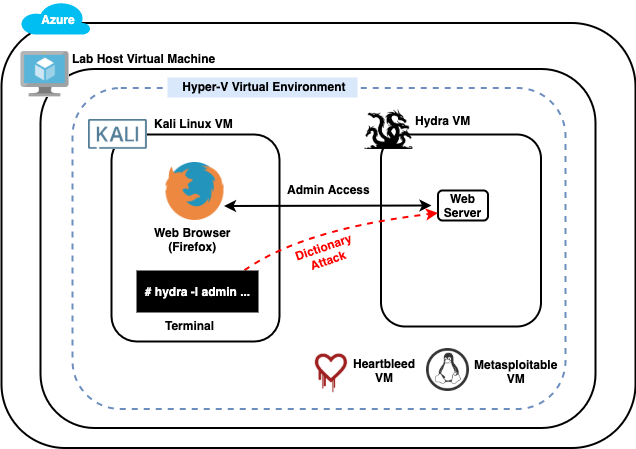 Azure
Lab Host Virtual Machine
Hyper-V Virtual Environment
KALI
Kali Linux VM
Hydra VM
Admin Access
Web
Server
Web Browser
(Firefox)
Dictionary
Attack
# hydra -l admin ...
Terminal
Heartbleed
VM
Metasploitable
VM